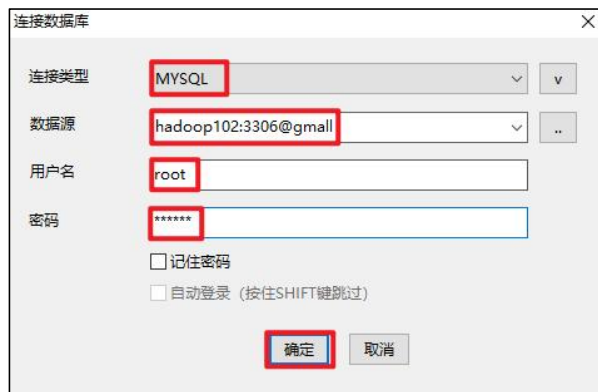 连接数据库
连接类型 MYSQL v
数据源 hadoop102:3306@gmall ..
用户名 root
密码 ******
记住密码
自动登录（按住SHIFT键跳过）
确定 取消